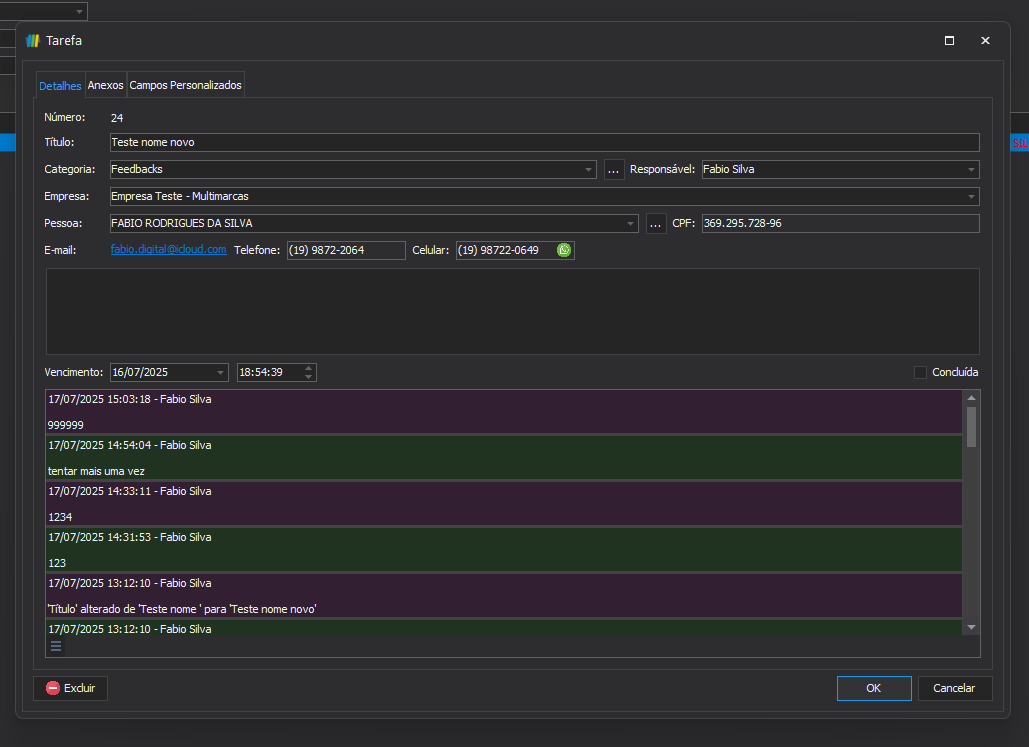 Tarefa
Detalhes Anexos Campos Personalizados
Número: 24
Título: Teste nome novo
Categoria: Feedbacks ... Responsável: Fabio Silva
Empresa: Empresa Teste - Multimarcas
Pessoa: FABIO RODRIGUES DA SILVA ... CPF: 369.295.728-96
E-mail: fabio.digital@icloud.com Telefone: (19) 9872-2064 Celular: (19) 98722-0649
Vencimento: 16/07/2025 18:54:39 Concluída
17/07/2025 15:03:18 - Fabio Silva
999999
17/07/2025 14:54:04 - Fabio Silva
tentar mais uma vez
17/07/2025 14:33:11 - Fabio Silva
1234
17/07/2025 14:31:53 - Fabio Silva
123
17/07/2025 13:12:10 - Fabio Silva
'Título' alterado de 'Teste nome ' para 'Teste nome novo'
17/07/2025 13:12:10 - Fabio Silva
Excluir OK Cancelar